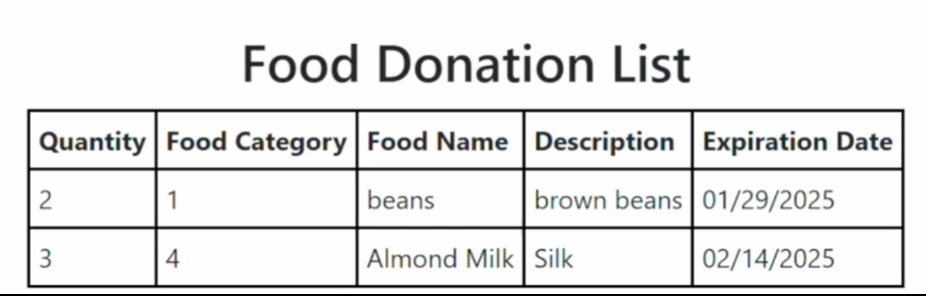 Food Donation List
Quantity Food Category Food Name Description Expiration Date
2 1 beans brown beans 01/29/2025
3 4 Almond Milk Silk 02/14/2025